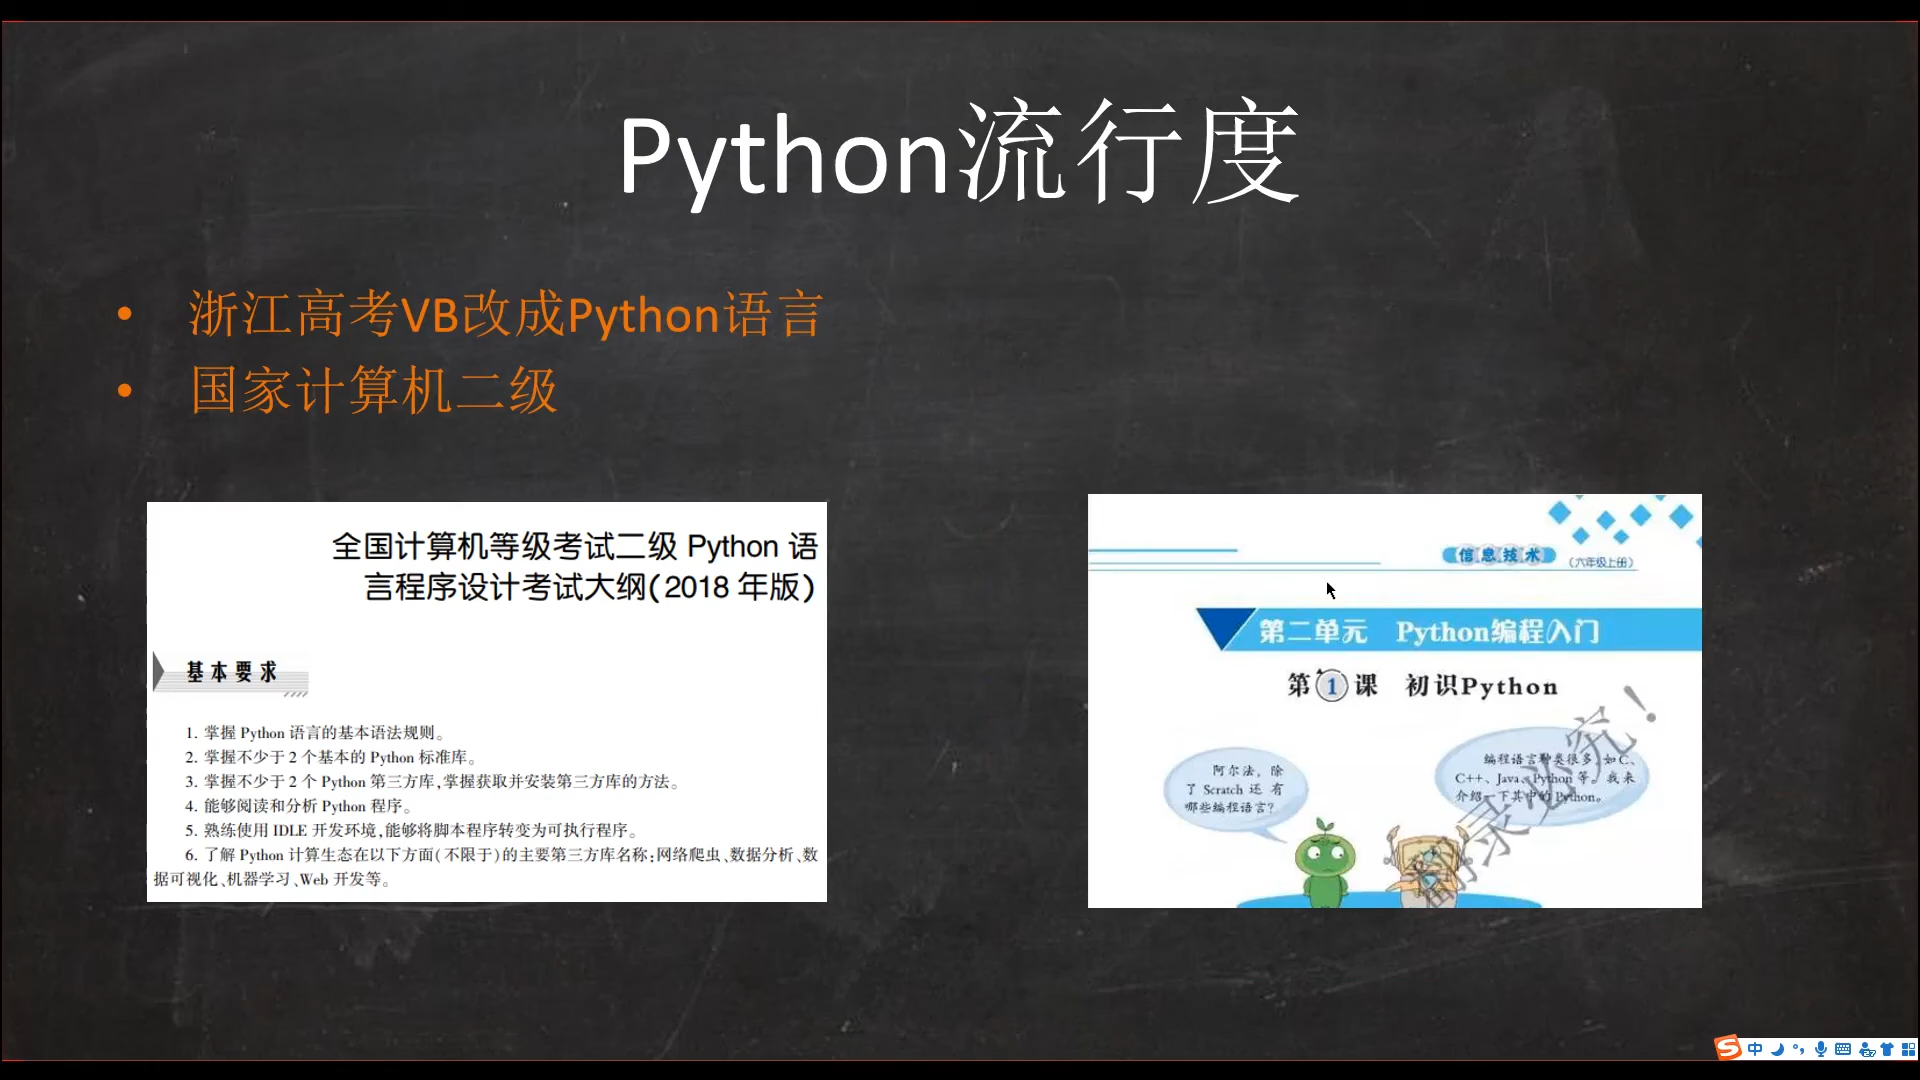 Python流行度
• 浙江高考VB改成Python语言
• 国家计算机二级
全国计算机等级考试二级 Python 语
言程序设计考试大纲(2018 年版)
基本要求
1. 掌握 Python 语言的基本语法规则。
2. 掌握不少于 2 个基本的 Python 标准库。
3. 掌握不少于 2 个 Python 第三方库,掌握获取并安装第三方库的方法。
4. 能够阅读和分析 Python 程序。
5. 熟练使用 IDLE 开发环境,能够将脚本程序转变为可执行程序。
6. 了解 Python 计算生态在以下方面(不限于)的主要第三方库名称:网络爬虫、数据分析、数
据可视化、机器学习、Web 开发等。
信息技术 (六年级上册)
第二单元 Python编程入门
第1课 初识Python
阿尔法,除
了 Scratch 还 有
哪些编程语言?
编程语言种类很多,如C、
C++、Java、Python 等。我来
介绍一下其中的 Python。
翻录必究!
中